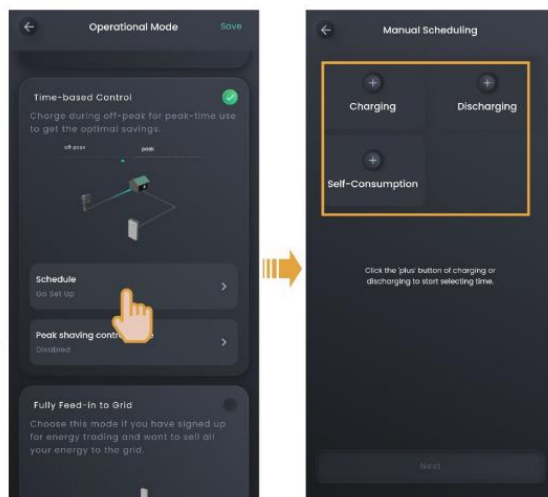 Operational Mode
Save
Time-based Control
Charge during off-peak for peak-time use
to get the optimal savings.
off-peak
peak
Schedule
Go Set Up
Peak shaving
Disabled
Fully Feed-in to Grid
Choose this mode if you have signed up
for energy trading and want to sell all
your energy to the grid.
Manual Scheduling
Charging
Discharging
Self-Consumption
Click the 'plus' button of charging or
discharging to start selecting time.
Next